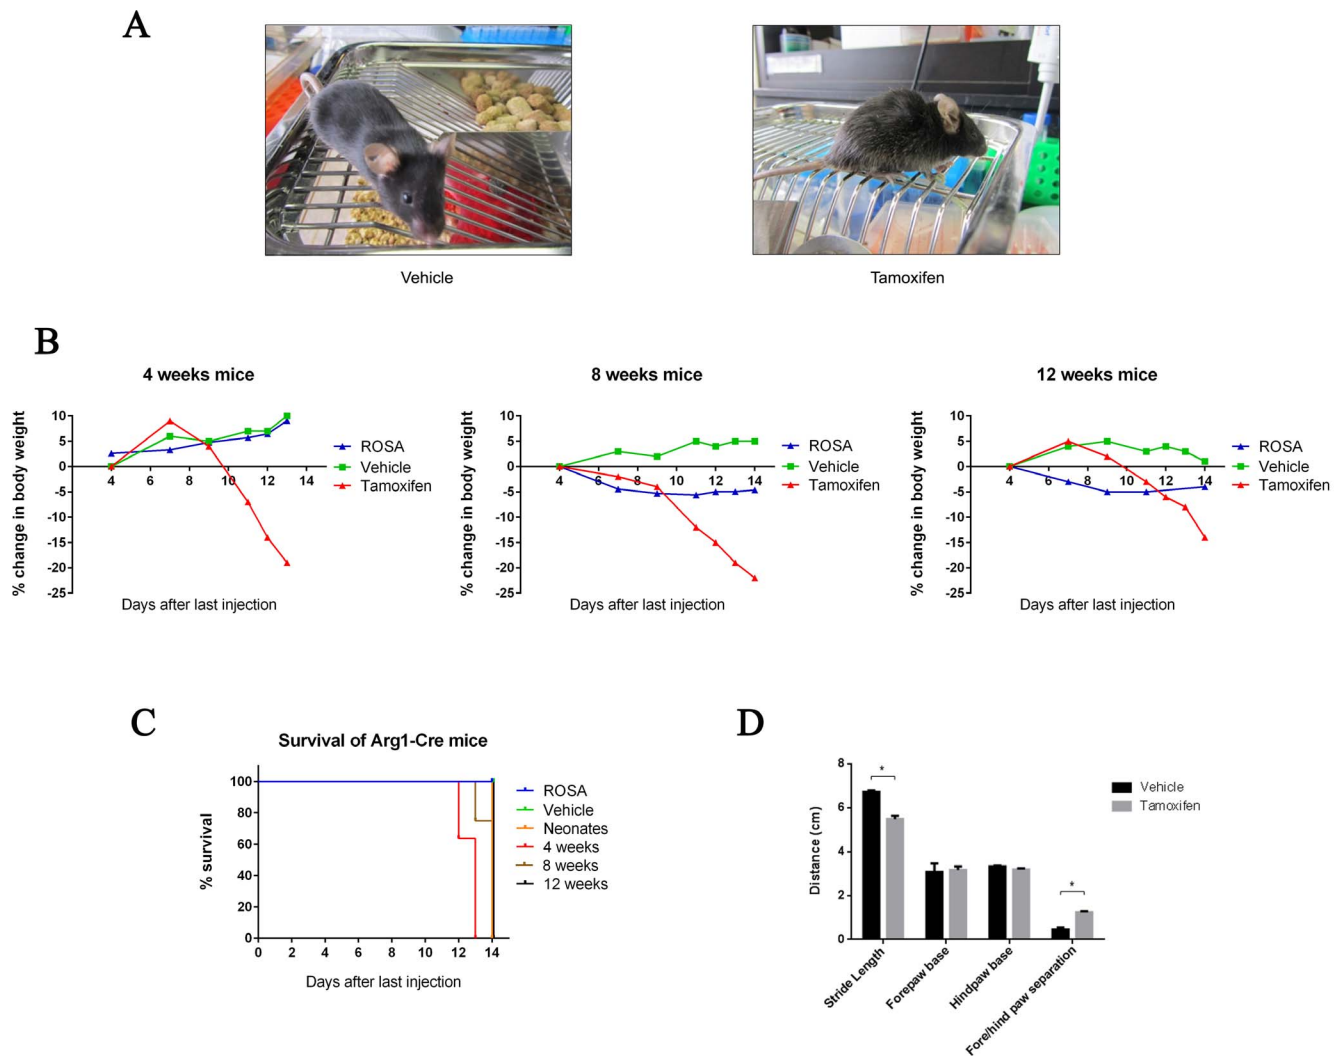 A
Vehicle
Tamoxifen
B
4 weeks mice
8 weeks mice
12 weeks mice
% change in body weight
10
5
0
-5
-10
-15
-20
-25
4 6 8 10 12 14
Days after last injection
ROSA
Vehicle
Tamoxifen
% change in body weight
10
5
0
-5
-10
-15
-20
-25
4 6 8 10 12 14
Days after last injection
ROSA
Vehicle
Tamoxifen
% change in body weight
10
5
0
-5
-10
-15
-20
-25
4 6 8 10 12 14
Days after last injection
ROSA
Vehicle
Tamoxifen
C
Survival of Arg1-Cre mice
% survival
100
80
60
40
20
0
0 2 4 6 8 10 12 14
Days after last injection
ROSA
Vehicle
Neonates
4 weeks
8 weeks
12 weeks
D
Distance (cm)
8
6
4
2
0
*
*
Stride Length
Forepaw base
Hindpaw base
Fore/hind paw separation
Vehicle
Tamoxifen